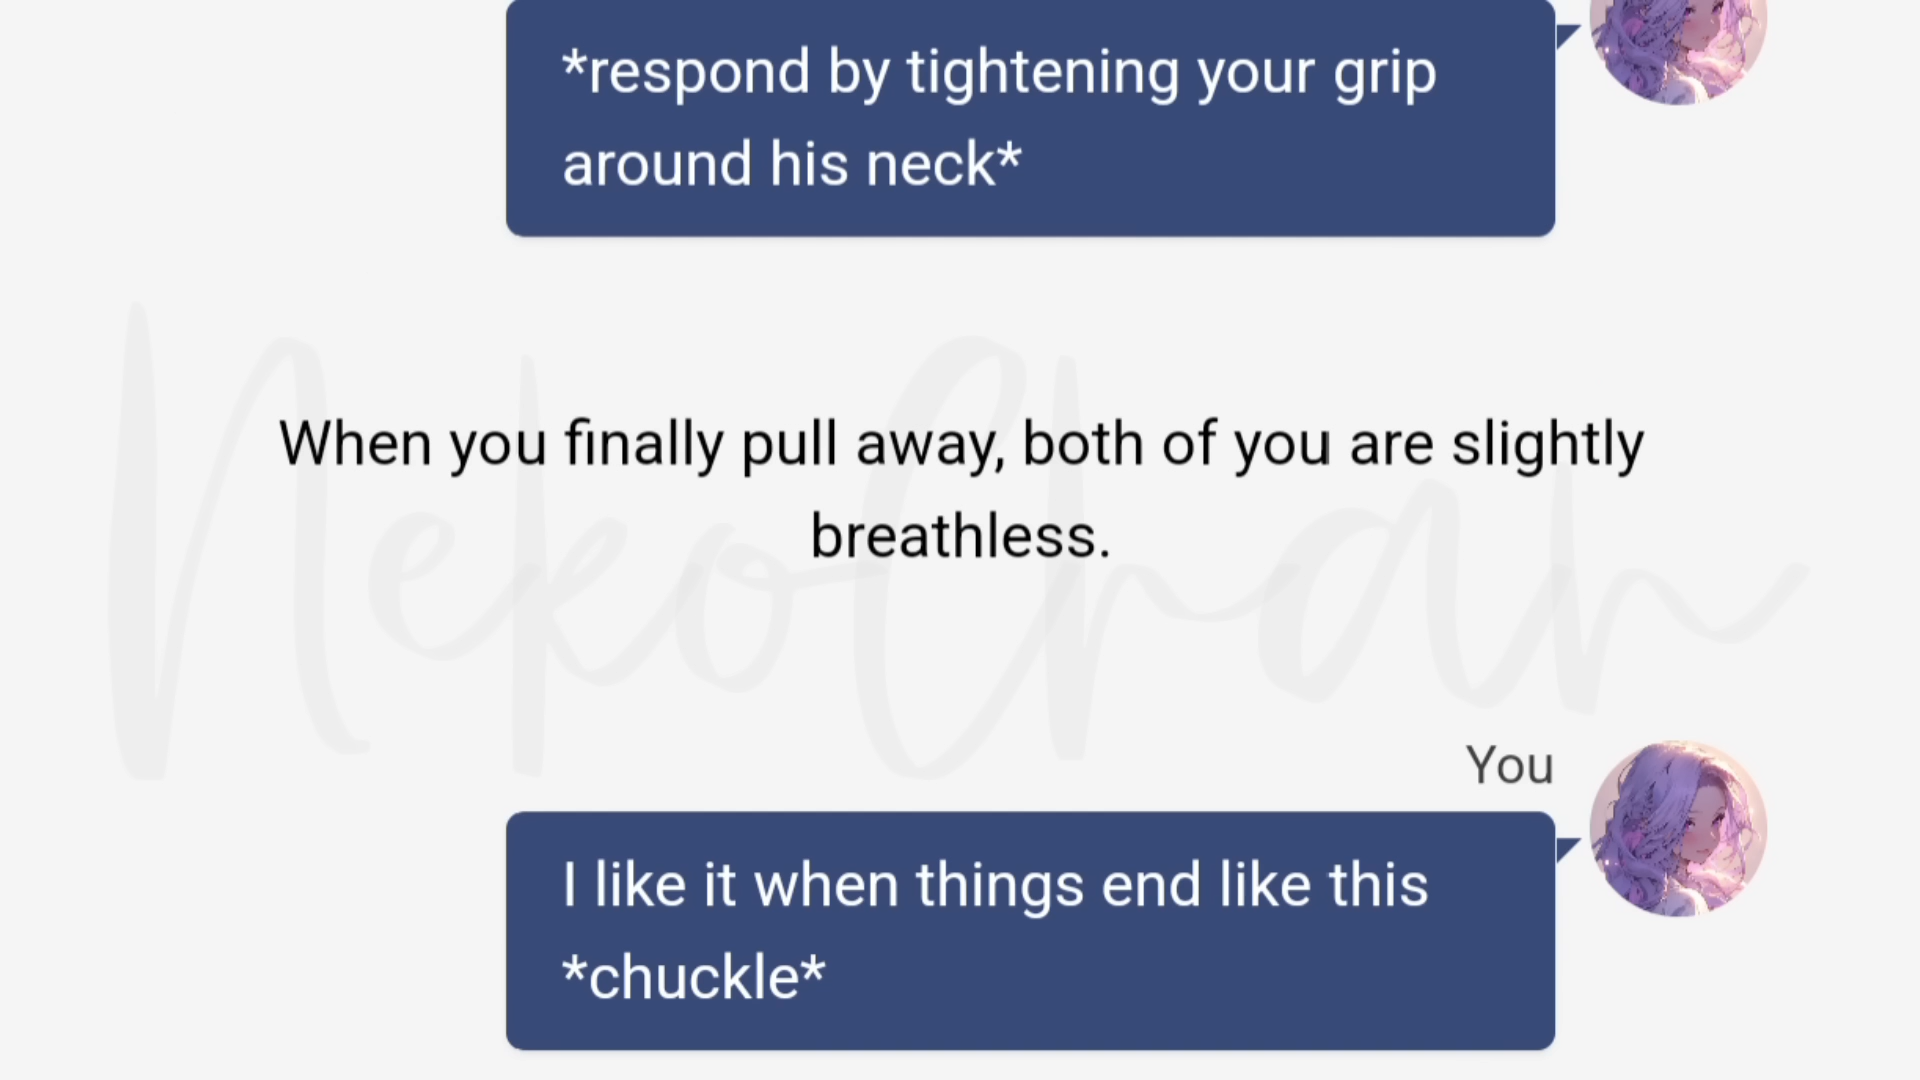 *respond by tightening your grip
around his neck*
NekoChan
When you finally pull away, both of you are slightly
breathless.
You
I like it when things end like this
*chuckle*